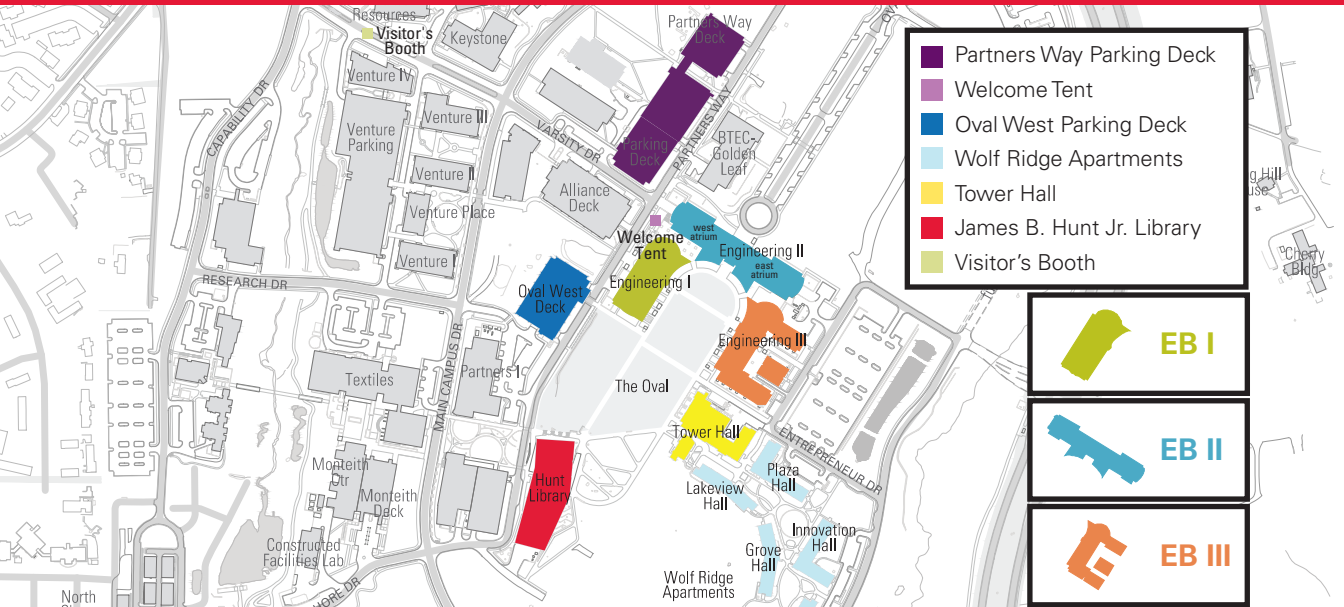 Resources
Visitor's
Booth
Keystone
Partners Way
Deck
Venture IV
Venture III
CAPABILITY DR
Venture
Parking
VARSITY DR
Parking
Deck
PARTNERS WAY
BTEC-
Golden
Leaf
Venture II
Alliance
Deck
Venture Place
Welcome
Tent
west
atrium
Engineering II
east
atrium
Venture I
RESEARCH DR
Oval West
Deck
Engineering I
Engineering III
MAIN CAMPUS DR
Textiles
Partners I
The Oval
Tower Hall
ENTREPRENEUR DR
Monteith
Ctr
Monteith
Deck
Hunt
Library
Plaza
Hall
Lakeview
Hall
Constructed
Facilities Lab
Innovation
Hall
Grove
Hall
Wolf Ridge
Apartments
North
HORE DR
Cherry
Bldg
Partners Way Parking Deck
Welcome Tent
Oval West Parking Deck
Wolf Ridge Apartments
Tower Hall
James B. Hunt Jr. Library
Visitor's Booth
EB I
EB II
EB III